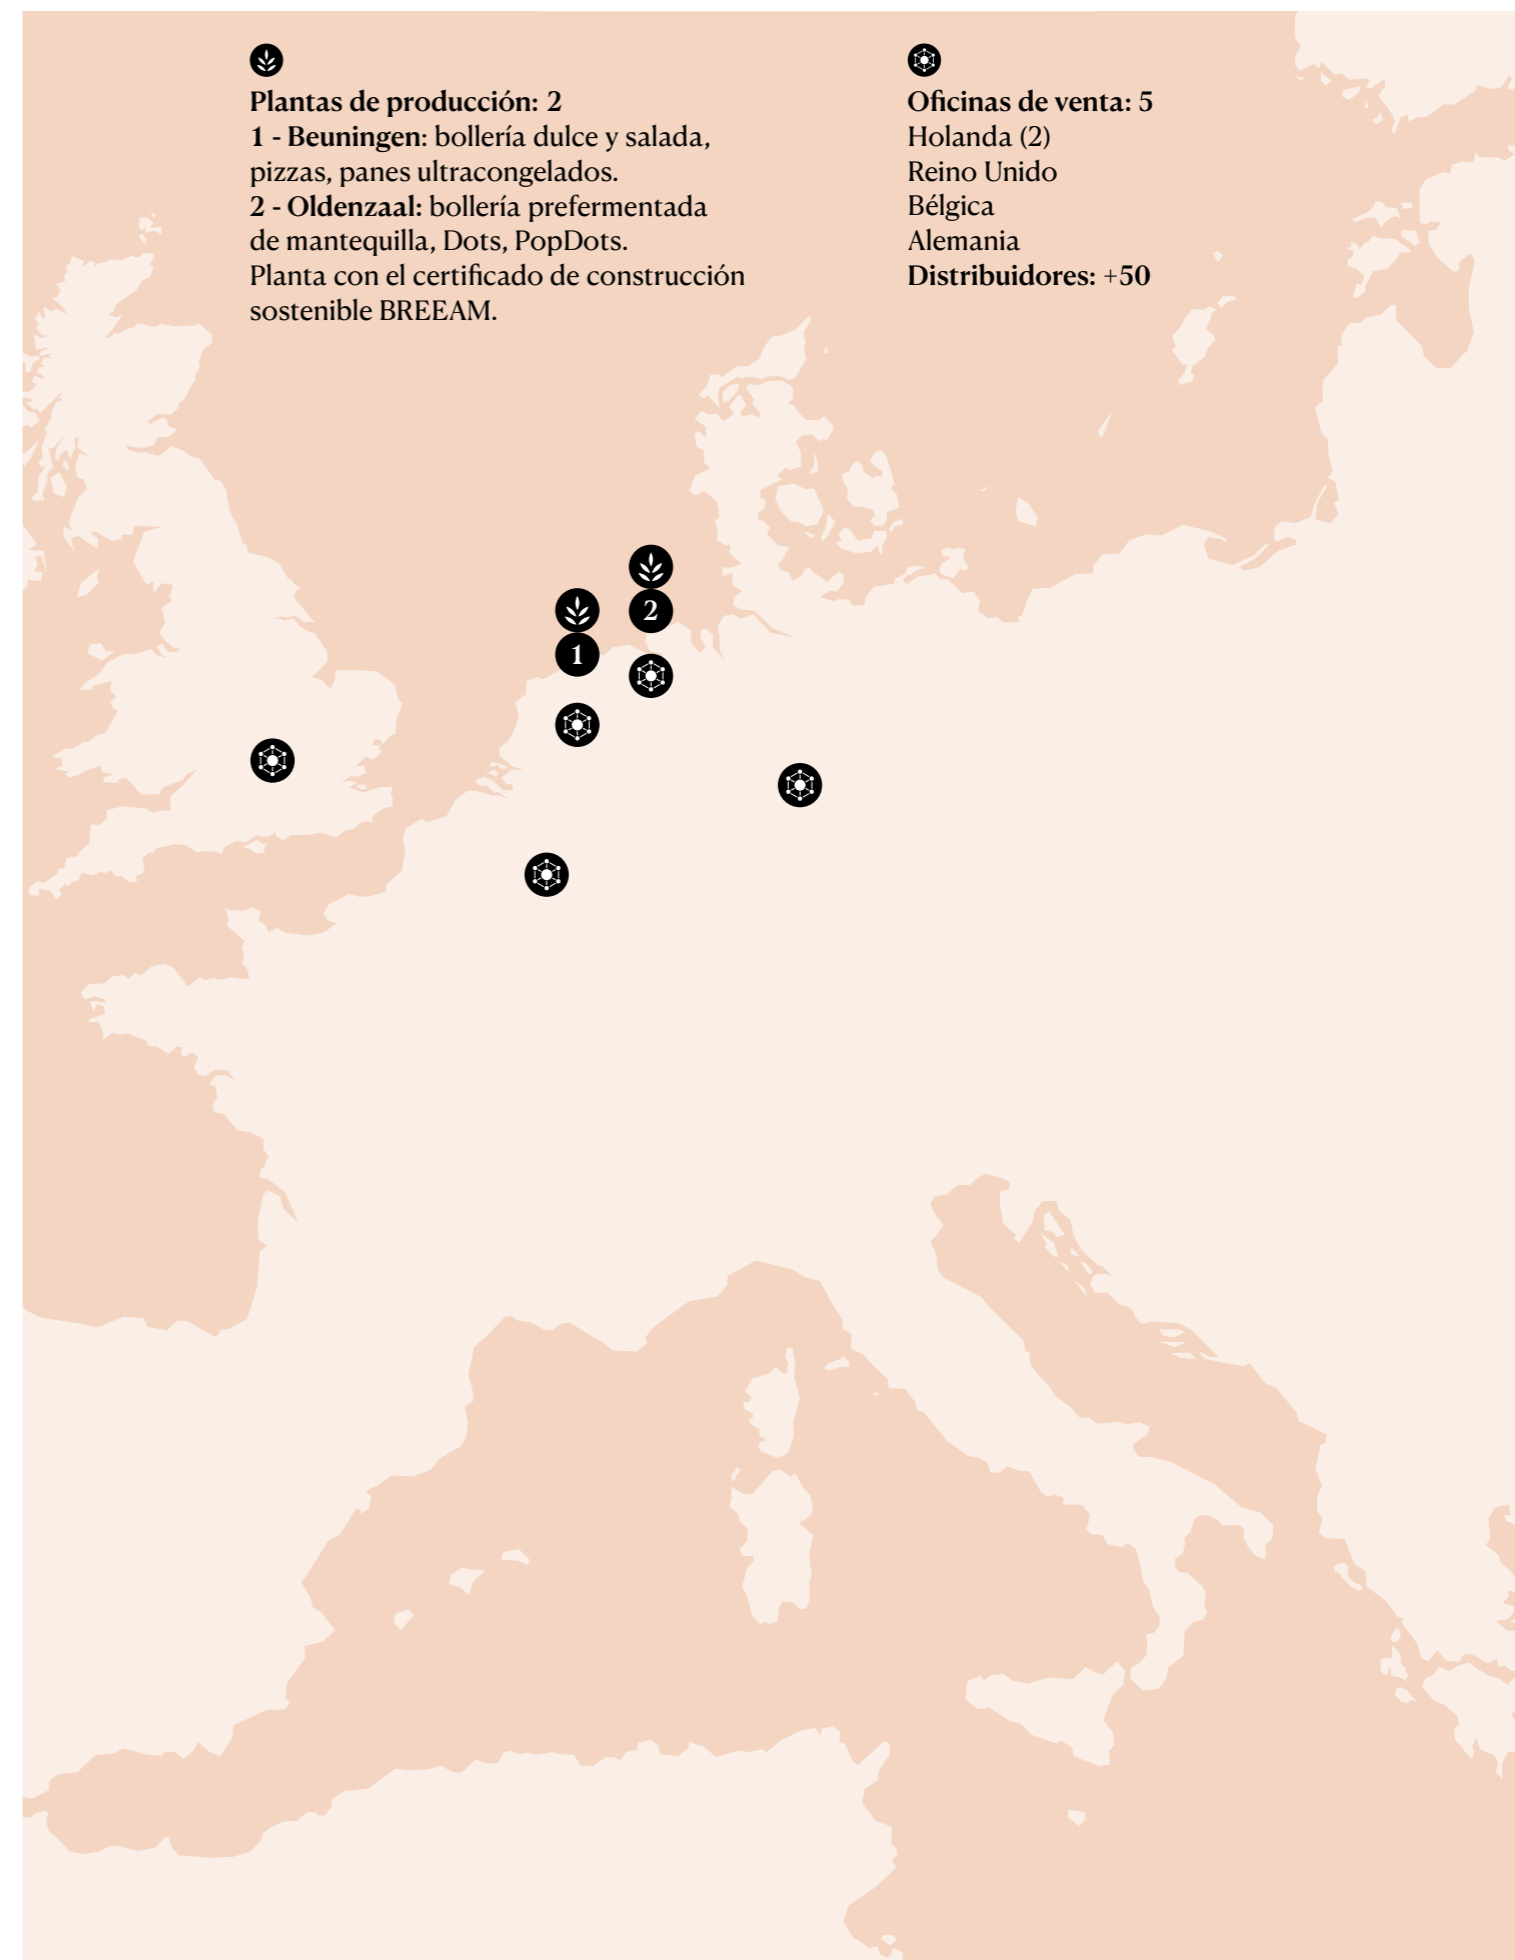 Plantas de producción: 2
1 - Beuningen: bollería dulce y salada,
pizzas, panes ultracongelados.
2 - Oldenzaal: bollería prefermentada
de mantequilla, Dots, PopDots.
Planta con el certificado de construcción
sostenible BREEAM.
Oficinas de venta: 5
Holanda (2)
Reino Unido
Bélgica
Alemania
Distribuidores: +50
2
1